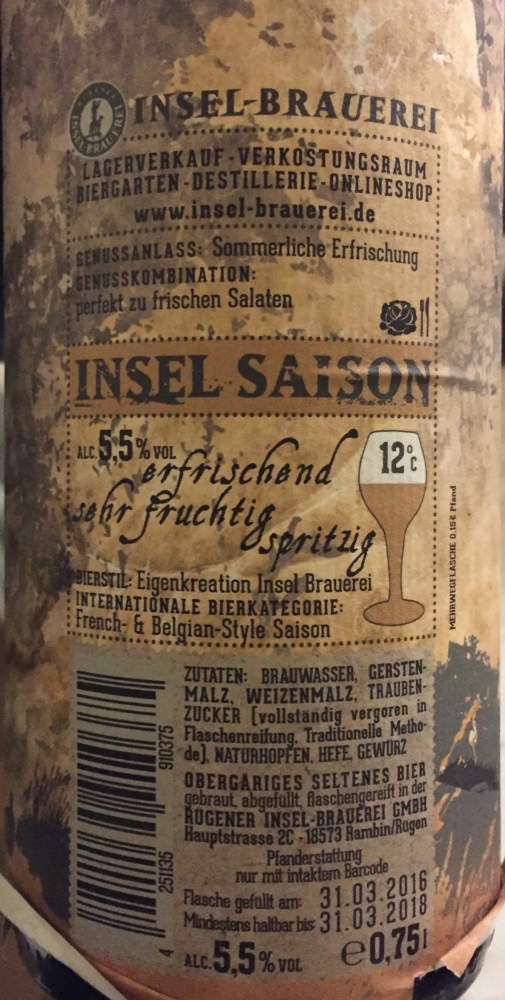 INSEL-BRAUEREI
INSEL-BRAUEREI
LAGERVERKAUF-VERKOSTUNGSRAUM
BIERGARTEN-DESTILLERIE-ONLINESHOP
www.insel-brauerei.de
GENUSSANLASS: Sommerliche Erfrischung
GENUSSKOMBINATION:
perfekt zu frischen Salaten
INSEL SAISON
ALC. 5,5% VOL
erfrischend
sehr fruchtig
spritzig
12°C
BIERSTIL: Eigenkreation Insel Brauerei
INTERNATIONALE BIERKATEGORIE:
French- & Belgian-Style Saison
MEHRWEGFLASCHE 0.15€ Pfand
ZUTATEN: BRAUWASSER, GERSTEN-
MALZ, WEIZENMALZ, TRAUBEN-
ZUCKER [vollständig vergoren in
Flaschenreifung, Traditionelle Metho-
de], NATURHOPFEN, HEFE, GEWÜRZ
OBERGÄRIGES SELTENES BIER
gebraut, abgefüllt, flaschengereift in der
RÜGENER INSEL-BRAUEREI GMBH
Hauptstrasse 2C - 18573 Rambin/Rügen
Pfanderstattung
nur mit intaktem Barcode
Flasche gefüllt am: 31.03.2016
Mindestens haltbar bis: 31.03.2018
ALC. 5,5% VOL e 0,75l
4 251135 910375